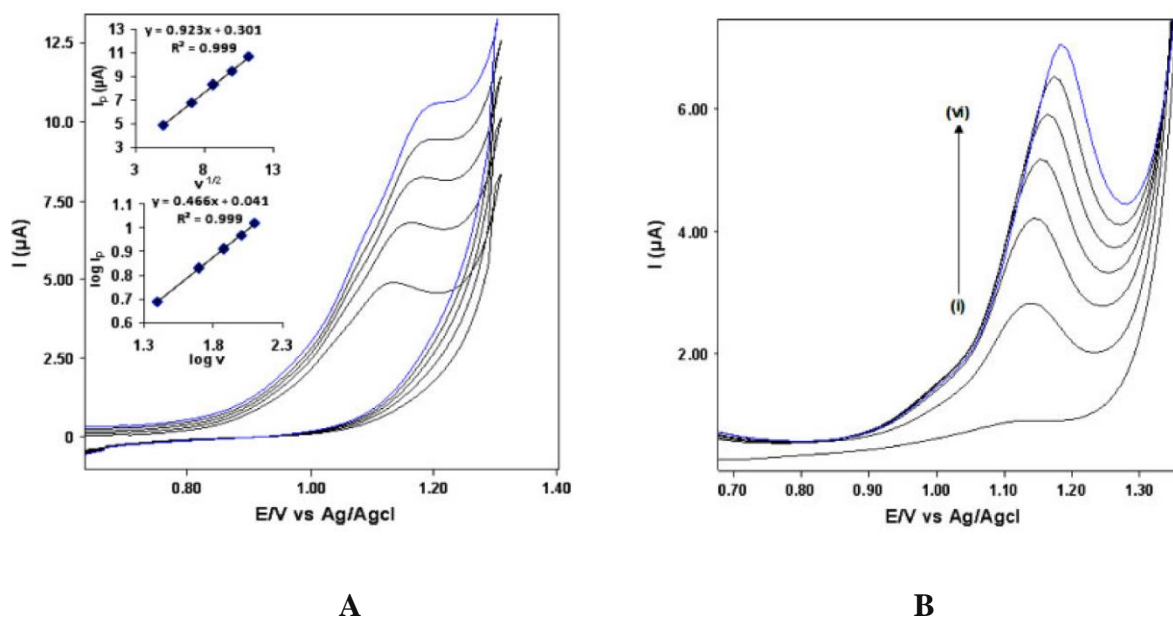 y = 0.923x + 0.301
R² = 0.999
Ip (µA)
13
11
9
7
5
3
3
8
13
v1/2
y = 0.466x + 0.041
R² = 0.999
log Ip
1.1
1
0.9
0.8
0.7
0.6
1.3
1.8
2.3
log v
I (µA)
12.5
10.0
7.50
5.00
2.50
0
0.80
1.00
1.20
1.40
E/V vs Ag/Agcl
A
I (µA)
6.00
4.00
2.00
(vi)
(i)
0.70
0.80
0.90
1.00
1.10
1.20
1.30
E/V vs Ag/Agcl
B